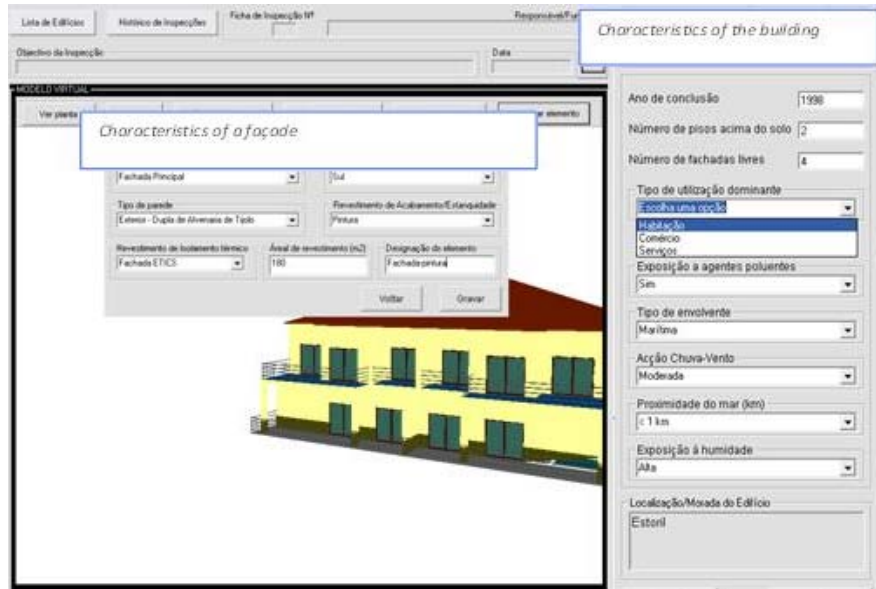 Lista de Edifícios
Histórico de Inspecções
Ficha de Inspecção Nº
Characteristics of the building
Objectivo da Inspecção
Data
MODELO VIRTUAL
Ver planta
elemento
Characteristics of a façade
Fachada Principal
Sul
Tipo de parede
Revestimento de Acabamento/Estanquidade
Exterior - Dupla de Alvenaria de Tijolo
Pintura
Revestimento de Isolamento térmico
Área de revestimento (m2)
Designação do elemento
Fachada ETICS
180
Fachada pintura
Voltar
Gravar
Ano de conclusão
1998
Número de pisos acima do solo
2
Número de fachadas livres
4
Tipo de utilização dominante
Escolha uma opção
Habitação
Comércio
Serviços
Exposição a agentes poluentes
Sim
Tipo de envolvente
Marítima
Acção Chuva-Vento
Moderada
Proximidade do mar (km)
< 1 km
Exposição à humidade
Alta
Localização/Morada do Edifício
Estoril